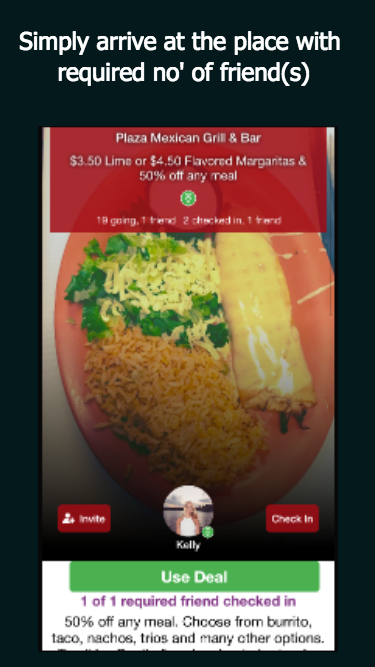 Simply arrive at the place with
required no' of friend(s)
Plaza Mexican Grill & Bar
$3.50 Lime or $4.50 Flavored Margaritas &
50% off any meal
19 going, 1 friend 2 checked in, 1 friend
Invite
Check In
Kelly
Use Deal
1 of 1 required friend checked in
50% off any meal. Choose from burrito,
taco, nachos, trios and many other options.